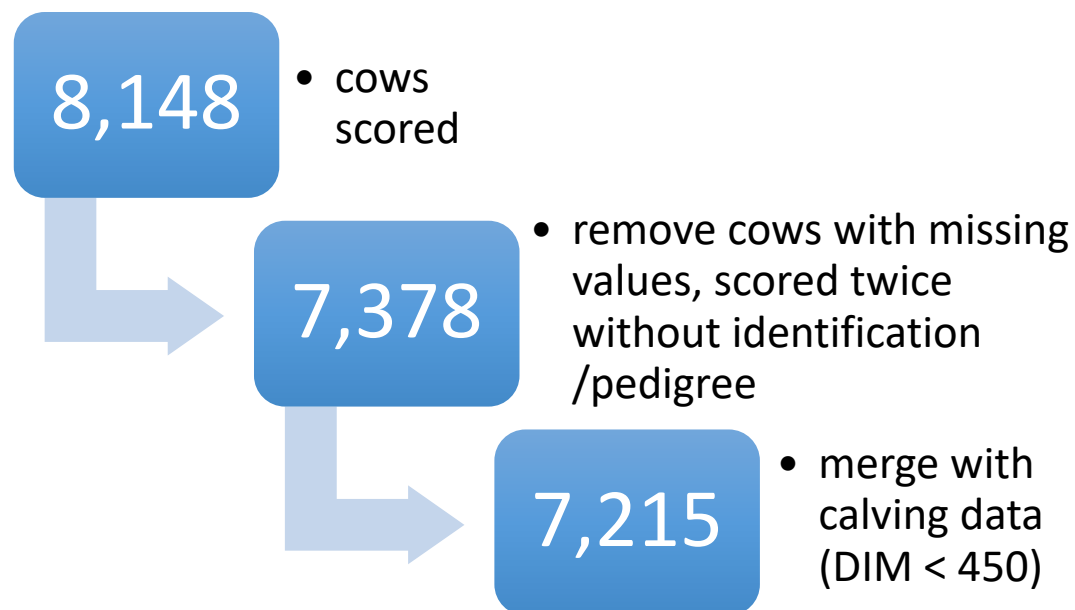 8,148
• cows
scored
7,378
• remove cows with missing
values, scored twice
without identification
/pedigree
7,215
• merge with
calving data
(DIM < 450)